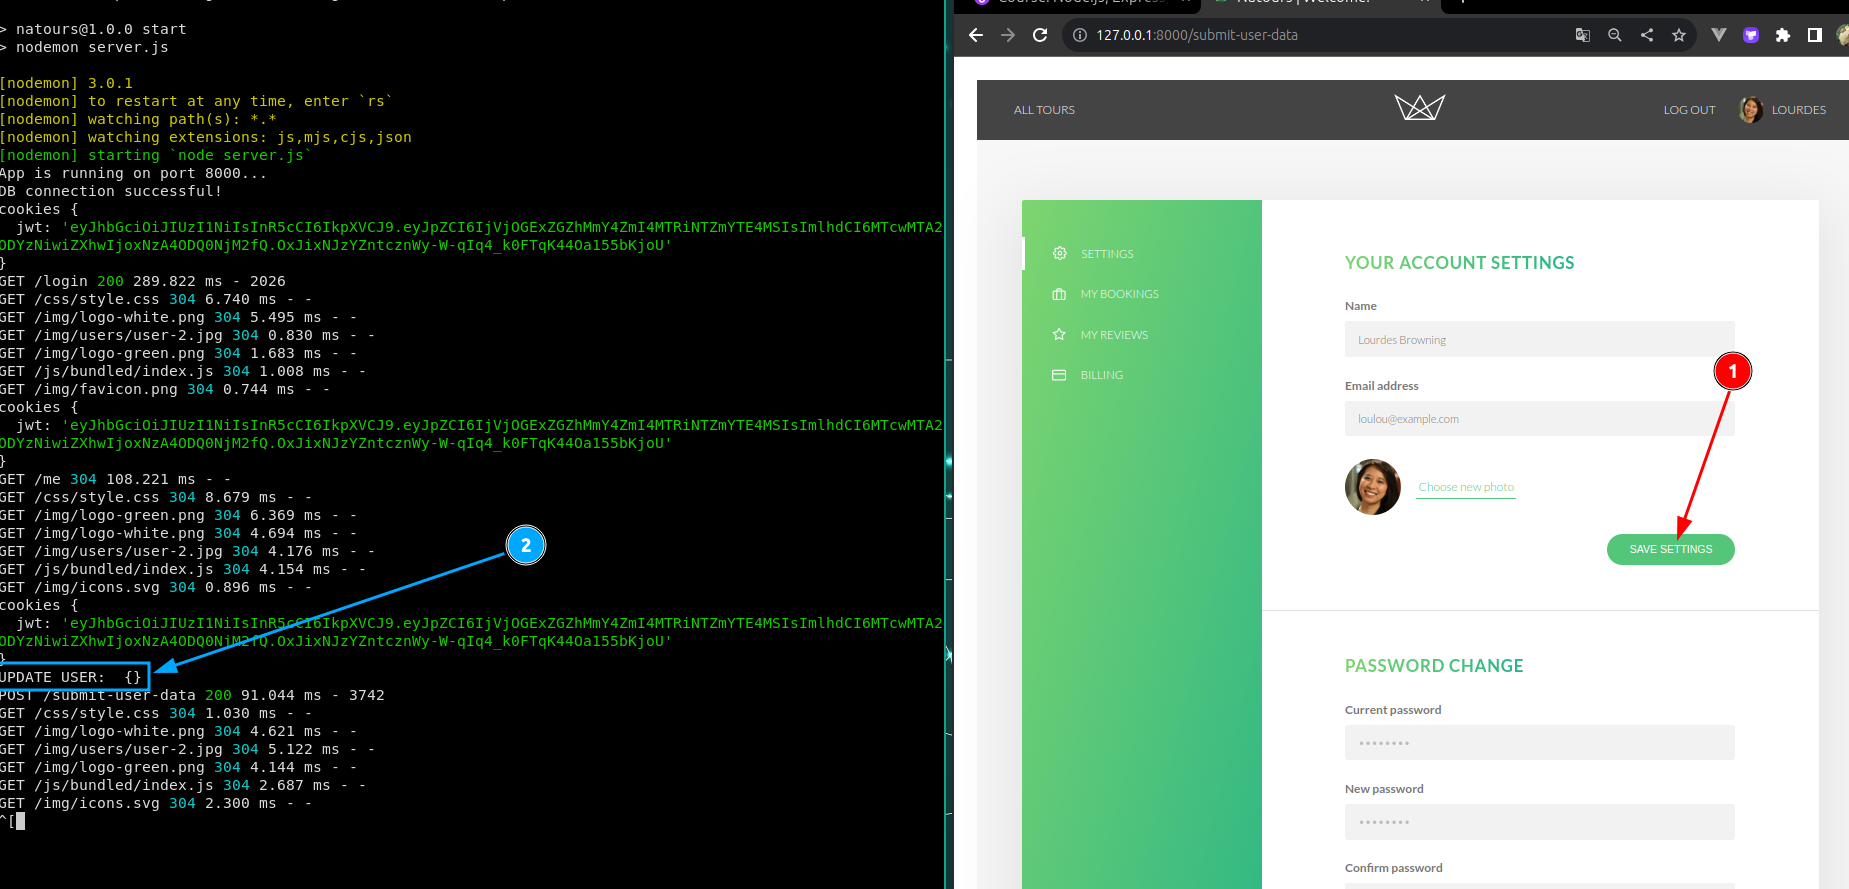 > natours@1.0.0 start
> nodemon server.js
[nodemon] 3.0.1
[nodemon] to restart at any time, enter `rs`
[nodemon] watching path(s): *.*
[nodemon] watching extensions: js,mjs,cjs,json
[nodemon] starting `node server.js`
App is running on port 8000...
DB connection successful!
cookies {
jwt: 'eyJhbGciOiJIUzI1NiIsInR5cCI6IkpXVCJ9.eyJpZCI6IjVjOGExZGZhMmY4ZmI4MTRiNTZmYTE4MSIsImlhdCI6MTcwMTA2
ODYzNiwiZXhwIjoxNzA4ODQ0NjM2fQ.OxJixNJzYZntcznWy-W-qIq4_k0FTqK44Oa155bKjoU'
}
GET /login 200 289.822 ms - 2026
GET /css/style.css 304 6.740 ms - -
GET /img/logo-white.png 304 5.495 ms - -
GET /img/users/user-2.jpg 304 0.830 ms - -
GET /img/logo-green.png 304 1.683 ms - -
GET /js/bundled/index.js 304 1.008 ms - -
GET /img/favicon.png 304 0.744 ms - -
cookies {
jwt: 'eyJhbGciOiJIUzI1NiIsInR5cCI6IkpXVCJ9.eyJpZCI6IjVjOGExZGZhMmY4ZmI4MTRiNTZmYTE4MSIsImlhdCI6MTcwMTA2
ODYzNiwiZXhwIjoxNzA4ODQ0NjM2fQ.OxJixNJzYZntcznWy-W-qIq4_k0FTqK44Oa155bKjoU'
}
GET /me 304 108.221 ms - -
GET /css/style.css 304 8.679 ms - -
GET /img/logo-green.png 304 6.369 ms - -
GET /img/logo-white.png 304 4.694 ms - -
GET /img/users/user-2.jpg 304 4.176 ms - -
GET /js/bundled/index.js 304 4.154 ms - -
GET /img/icons.svg 304 0.896 ms - -
cookies {
jwt: 'eyJhbGciOiJIUzI1NiIsInR5cCI6IkpXVCJ9.eyJpZCI6IjVjOGExZGZhMmY4ZmI4MTRiNTZmYTE4MSIsImlhdCI6MTcwMTA2
ODYzNiwiZXhwIjoxNzA4ODQ0NjM2fQ.OxJixNJzYZntcznWy-W-qIq4_k0FTqK44Oa155bKjoU'
}
UPDATE USER: {}
POST /submit-user-data 200 91.044 ms - 3742
GET /css/style.css 304 1.030 ms - -
GET /img/logo-white.png 304 4.621 ms - -
GET /img/users/user-2.jpg 304 5.122 ms - -
GET /img/logo-green.png 304 4.144 ms - -
GET /js/bundled/index.js 304 2.687 ms - -
GET /img/icons.svg 304 2.300 ms - -
^[
2
127.0.0.1:8000/submit-user-data
ALL TOURS
LOG OUT
LOURDES
SETTINGS
MY BOOKINGS
MY REVIEWS
BILLING
YOUR ACCOUNT SETTINGS
Name
Lourdes Browning
1
Email address
loulou@example.com
Choose new photo
SAVE SETTINGS
PASSWORD CHANGE
Current password
••••••••
New password
••••••••
Confirm password